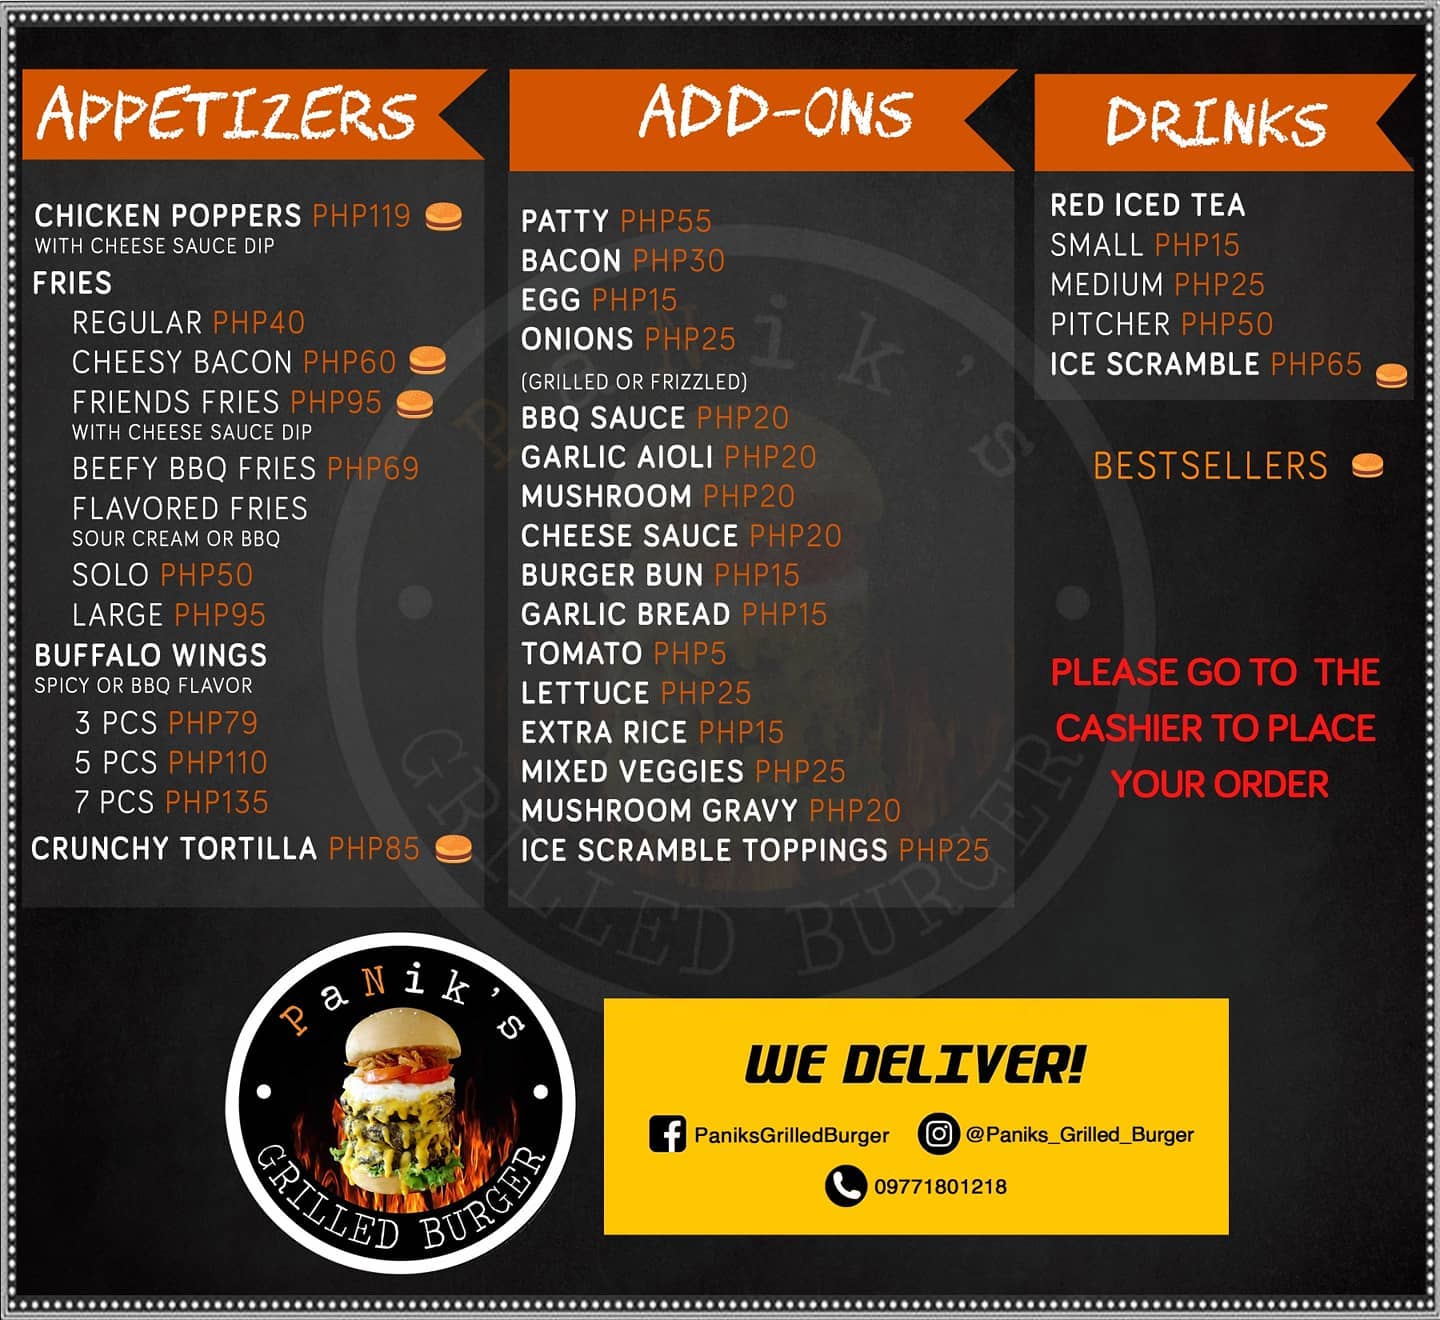 APPETIZERS
CHICKEN POPPERS PHP119
WITH CHEESE SAUCE DIP
FRIES
REGULAR PHP40
CHEESY BACON PHP60
FRIENDS FRIES PHP95
WITH CHEESE SAUCE DIP
BEEFY BBQ FRIES PHP69
FLAVORED FRIES
SOUR CREAM OR BBQ
SOLO PHP50
LARGE PHP95
BUFFALO WINGS
SPICY OR BBQ FLAVOR
3 PCS PHP79
5 PCS PHP110
7 PCS PHP135
CRUNCHY TORTILLA PHP85
ADD-ONS
PATTY PHP55
BACON PHP30
EGG PHP15
ONIONS PHP25
(GRILLED OR FRIZZLED)
BBQ SAUCE PHP20
GARLIC AIOLI PHP20
MUSHROOM PHP20
CHEESE SAUCE PHP20
BURGER BUN PHP15
GARLIC BREAD PHP15
TOMATO PHP5
LETTUCE PHP25
EXTRA RICE PHP15
MIXED VEGGIES PHP25
MUSHROOM GRAVY PHP20
ICE SCRAMBLE TOPPINGS PHP25
DRINKS
RED ICED TEA
SMALL PHP15
MEDIUM PHP25
PITCHER PHP50
ICE SCRAMBLE PHP65
BESTSELLERS
PLEASE GO TO THE
CASHIER TO PLACE
YOUR ORDER
PaNik's
GRILLED BURGER
PaNik's
GRILLED BURGER
WE DELIVER!
PaniksGrilledBurger @Paniks_Grilled_Burger
09771801218